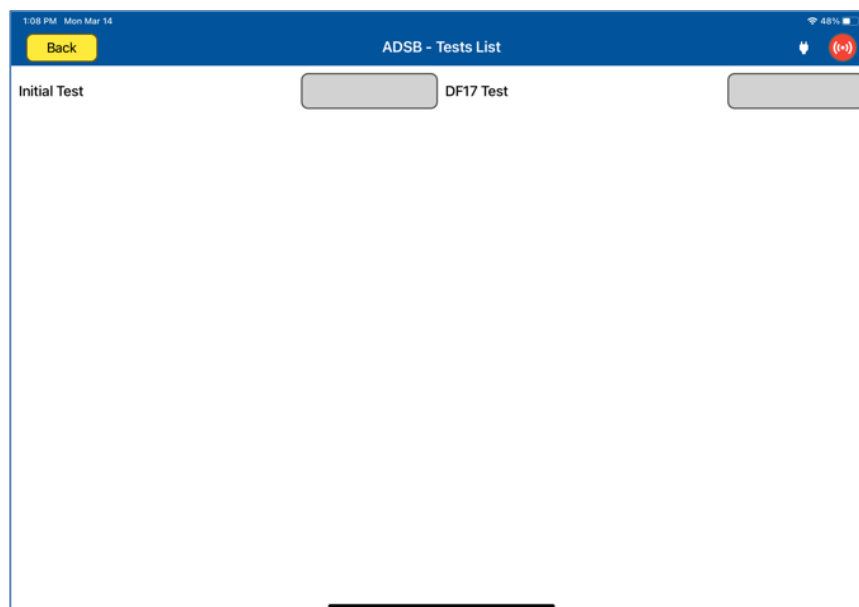 1:08 PM Mon Mar 14 48%
Back ADSB - Tests List
Initial Test DF17 Test